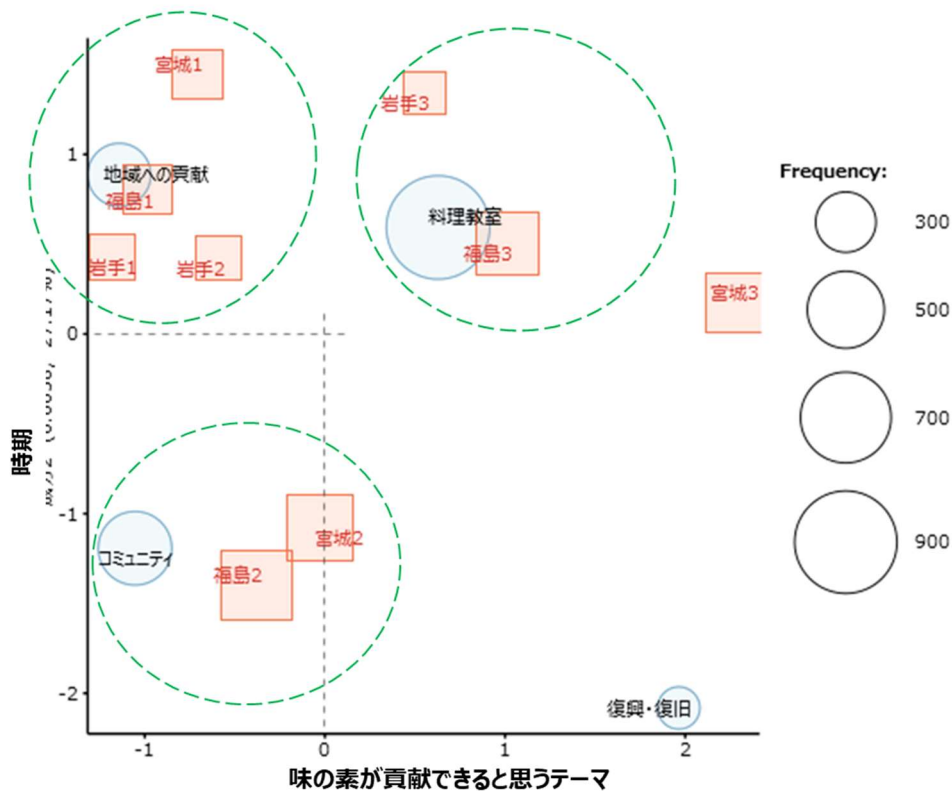 宮城1
岩手3
1
地域への貢献
福島1
料理教室
福島3
岩手1
岩手2
宮城3
0
時期
-1
コミュニティ
宮城2
福島2
-2
復興・復旧
-1
0
1
2
味の素が貢献できると思うテーマ
Frequency:
300
500
700
900